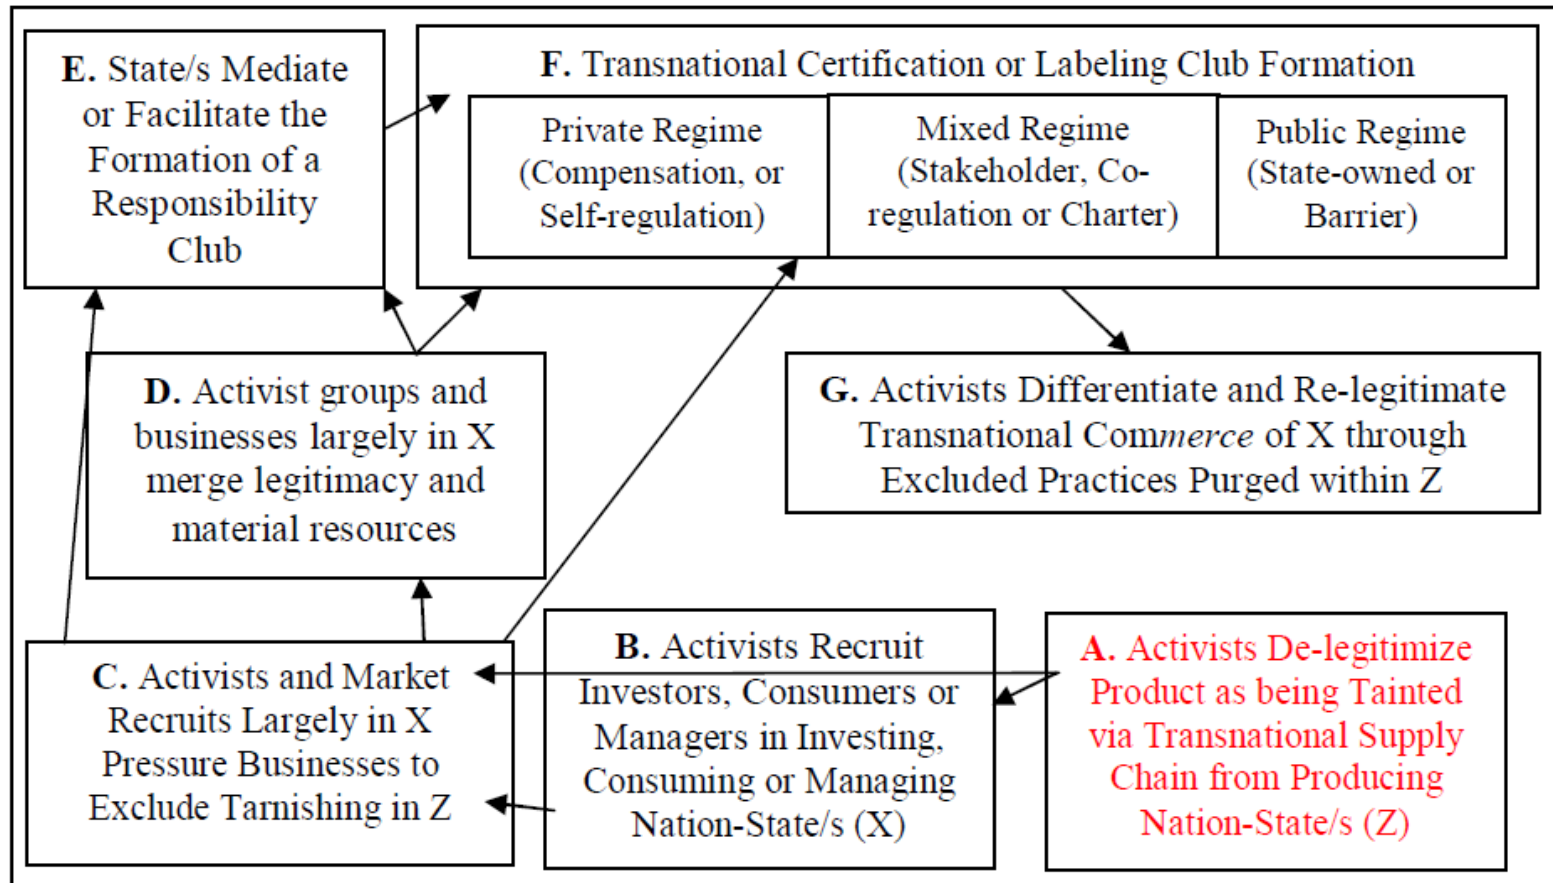 E. State/s Mediate
or Facilitate the
Formation of a
Responsibility
Club
F. Transnational Certification or Labeling Club Formation
Private Regime
(Compensation, or
Self-regulation)
Mixed Regime
(Stakeholder, Co-
regulation or Charter)
Public Regime
(State-owned or
Barrier)
D. Activist groups and
businesses largely in X
merge legitimacy and
material resources
G. Activists Differentiate and Re-legitimate
Transnational Commerce of X through
Excluded Practices Purged within Z
C. Activists and Market
Recruits Largely in X
Pressure Businesses to
Exclude Tarnishing in Z
B. Activists Recruit
Investors, Consumers or
Managers in Investing,
Consuming or Managing
Nation-State/s (X)
A. Activists De-legitimize
Product as being Tainted
via Transnational Supply
Chain from Producing
Nation-State/s (Z)